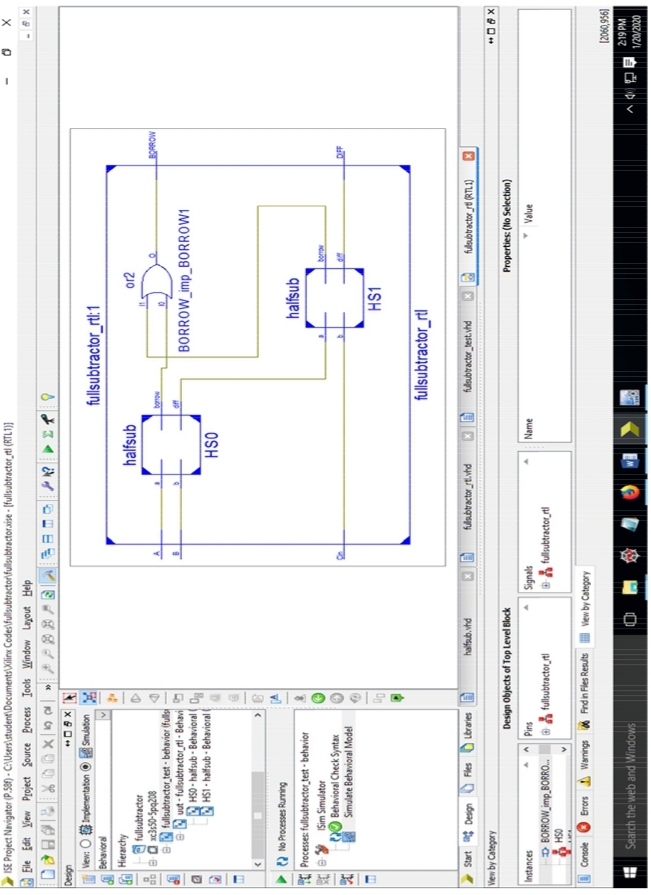 ISE Project Navigator (P.58f) - C:\Users\student\Documents\Xilinx Codes\fullsubtractor\fullsubtractor.xise - [fullsubtractor_rtl (RTL1)]
File Edit View Project Source Process Tools Window Layout Help
Design
View: Implementation Simulation
Behavioral
Hierarchy
fullsubtractor
xc3s50-5pq208
fullsubtractor_test - behavior (fulls
uut - fullsubtractor_rtl - Behavi
HS0 - halfsub - Behavioral (
HS1 - halfsub - Behavioral (
No Processes Running
Processes: fullsubtractor_test - behavior
ISim Simulator
Behavioral Check Syntax
Simulate Behavioral Model
fullsubtractor_rtl:1
halfsub
or2
A
a
borrow
I1
O
BORROW
I0
B
b
diff
BORROW_imp_BORROW1
HS0
halfsub
a
borrow
Cin
b
diff
DIFF
HS1
fullsubtractor_rtl
Start Design Files Libraries
halfsub.vhd
fullsubtractor_rtl.vhd
fullsubtractor_test.vhd
fullsubtractor_rtl (RTL1)
View by Category
Design Objects of Top Level Block
Properties: (No Selection)
Instances
Pins
Signals
Name
Value
BORROW_imp_BORRO...
fullsubtractor_rtl
fullsubtractor_rtl
HS0
Console Errors Warnings Find in Files Results View by Category
[2060,956]
Search the web and Windows
2:19 PM
1/20/2020